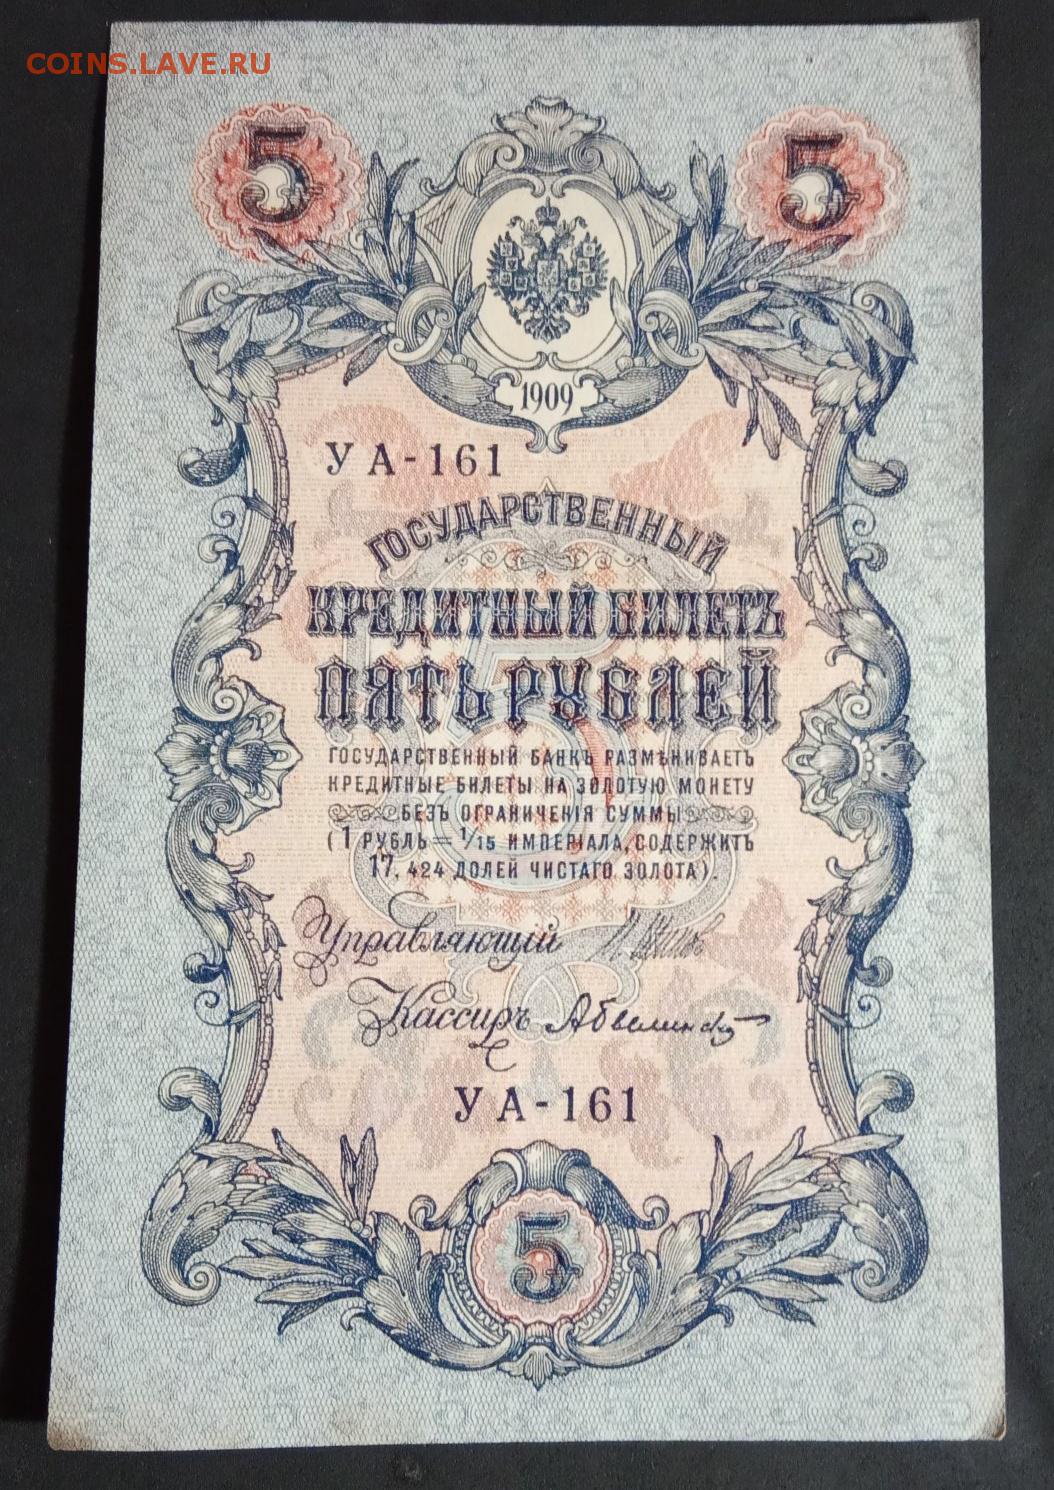 COINS.LAVE.RU
5 5
1909
УА-161
ГОСУДАРСТВЕННЫЙ
КРЕДИТНЫЙ БИЛЕТЪ
ПЯТЬ РУБЛЕЙ
ГОСУДАРСТВЕННЫЙ БАНКЪ РАЗМѢНИВАЕТЪ
КРЕДИТНЫЕ БИЛЕТЫ НА ЗОЛОТУЮ МОНЕТУ
БЕЗЪ ОГРАНИЧЕНІЯ СУММЫ
(1 РУБЛЬ = 1/15 ИМПЕРІАЛА, СОДЕРЖИТЪ
17,424 ДОЛЕЙ ЧИСТАГО ЗОЛОТА).
Управляющій
Кассиръ
УА-161
5